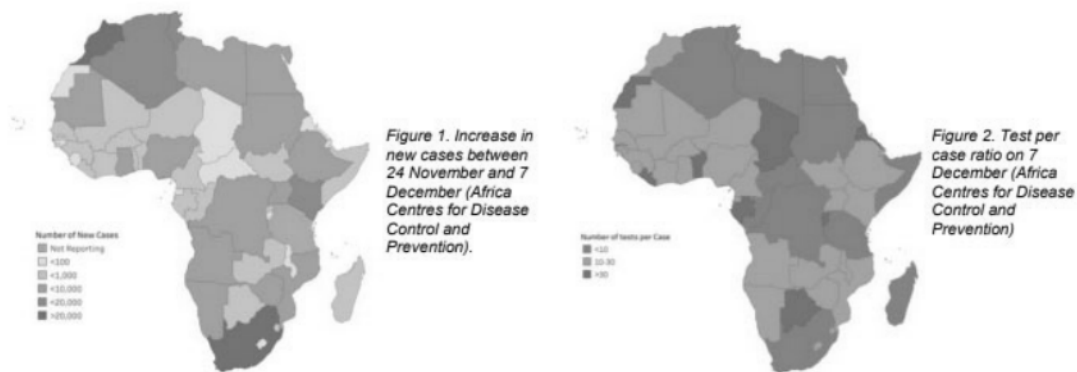 Figure 1. Increase in
new cases between
24 November and 7
December (Africa
Centres for Disease
Control and
Prevention).
Number of New Cases
Not Reporting
<100
<1,000
<10,000
<20,000
>20,000
Figure 2. Test per
case ratio on 7
December (Africa
Centres for Disease
Control and
Prevention)
Number of tests per Case
<10
10-30
>30